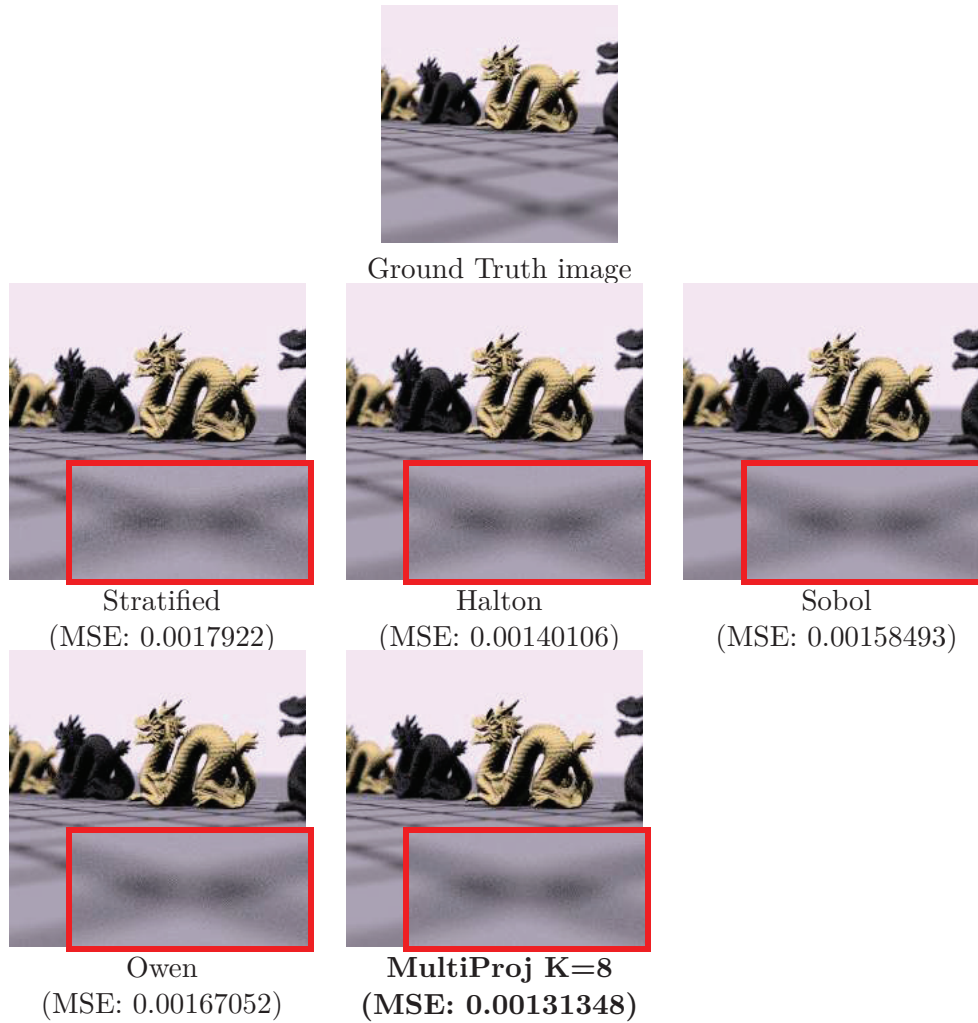 Ground Truth image
Stratified
(MSE: 0.0017922)
Halton
(MSE: 0.00140106)
Sobol
(MSE: 0.00158493)
Owen
(MSE: 0.00167052)
MultiProj K=8
(MSE: 0.00131348)